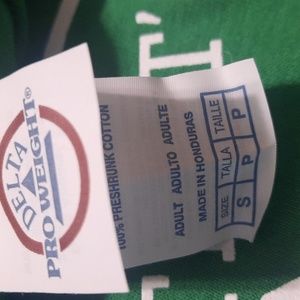 DELTA
PRO WEIGHT®
100% PRESHRUNK COTTON
ADULT ADULTO ADULTE
MADE IN HONDURAS
SIZE TALLA TAILLE
S P P